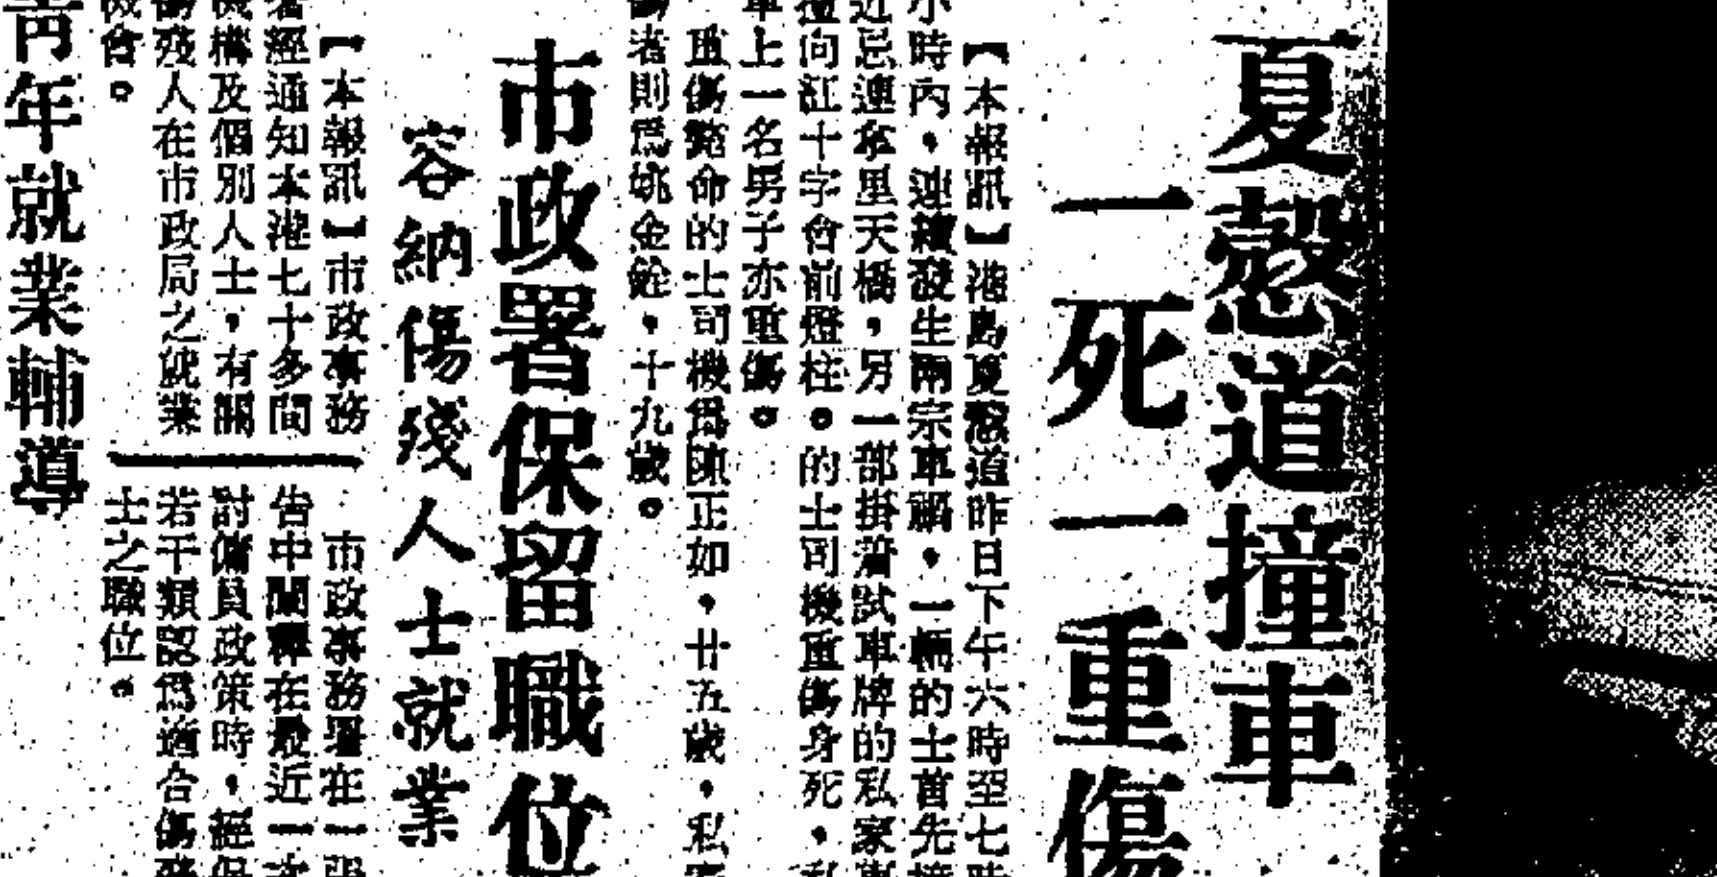 夏慤道撞車
一死一重傷
【本報訊】港島夏慤道昨日下午六時至七時
小時內，連續發生兩宗車禍，一輛的士首先撞
近忌連拿里天橋，另一部掛着試車牌的私家車
撞向紅十字會前燈柱。的士司機重傷身死，私
車上一名男子亦重傷。
重傷斃命的士司機爲陳正如，廿五歲，私家
傷者則爲姚金銓，十九歲。
市政署保留職位
容納傷殘人士就業
【本報訊】市政事務
署經通知本港七十多間
機構及個別人士，有關
傷殘人在市政局之就業
機會。
市政事務署在一張
告中闡釋在最近一次
討傭員政策時，經保
若干類認爲適合傷殘
士之職位。
青年就業輔導